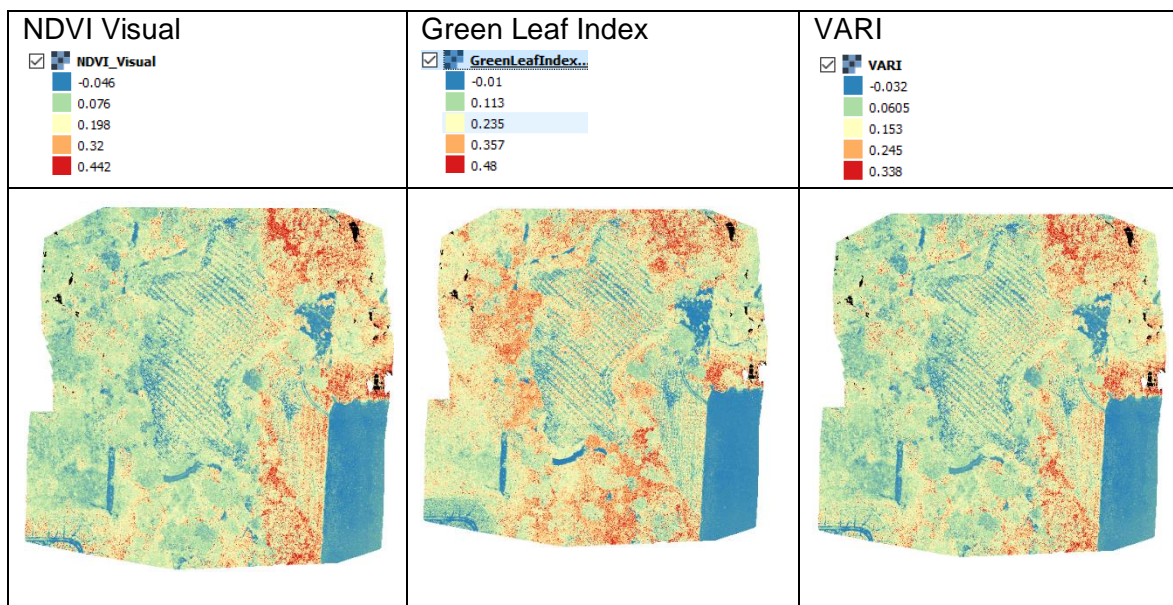 NDVI Visual
NDVI_Visual
-0.046
0.076
0.198
0.32
0.442
Green Leaf Index
GreenLeafIndex...
-0.01
0.113
0.235
0.357
0.48
VARI
VARI
-0.032
0.0605
0.153
0.245
0.338